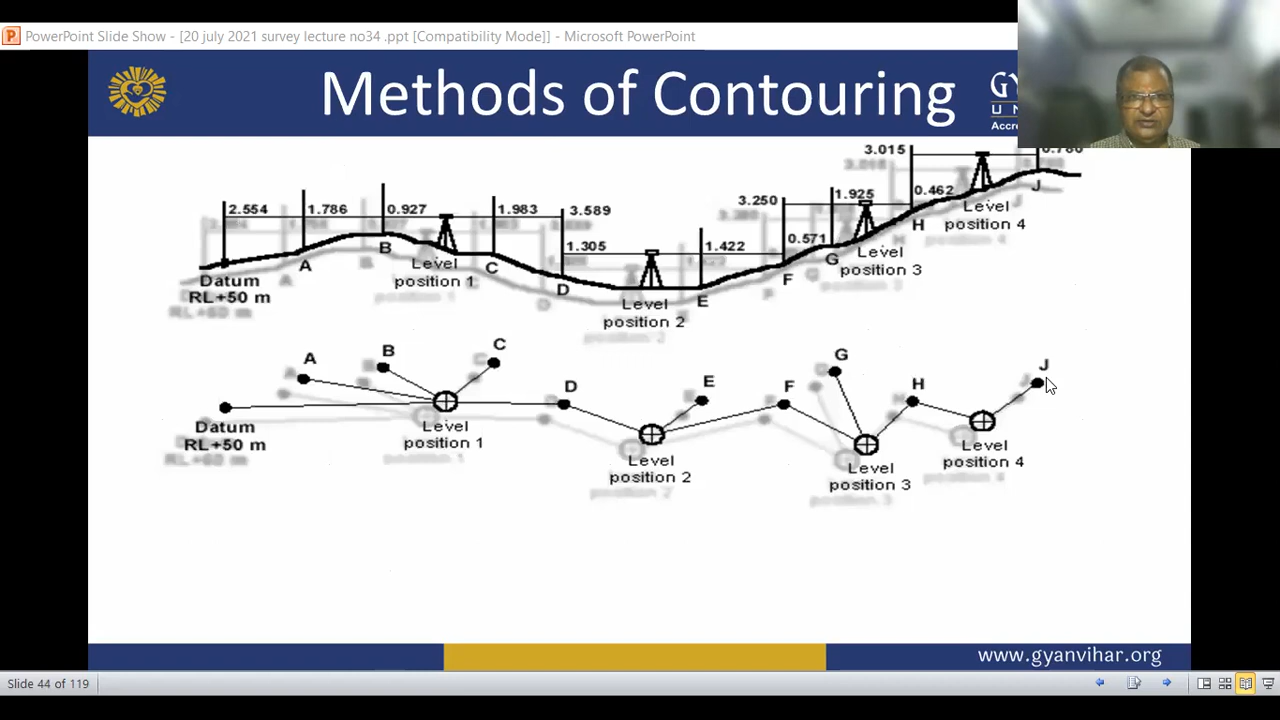 PowerPoint Slide Show - [20 july 2021 survey lecture no34 .ppt [Compatibility Mode]] - Microsoft PowerPoint
Methods of Contouring
GY
U N
Accre
2.554 1.786 0.927 1.983 3.589 3.250 1.925 3.015 0.780
1.305 1.422 0.571 0.462
A B C D E F G H J
Datum
RL+50 m
Level
position 1
Level
position 2
Level
position 3
Level
position 4
A B C D E F G H J
Datum
RL+50 m
Level
position 1
Level
position 2
Level
position 3
Level
position 4
www.gyanvihar.org
Slide 44 of 119